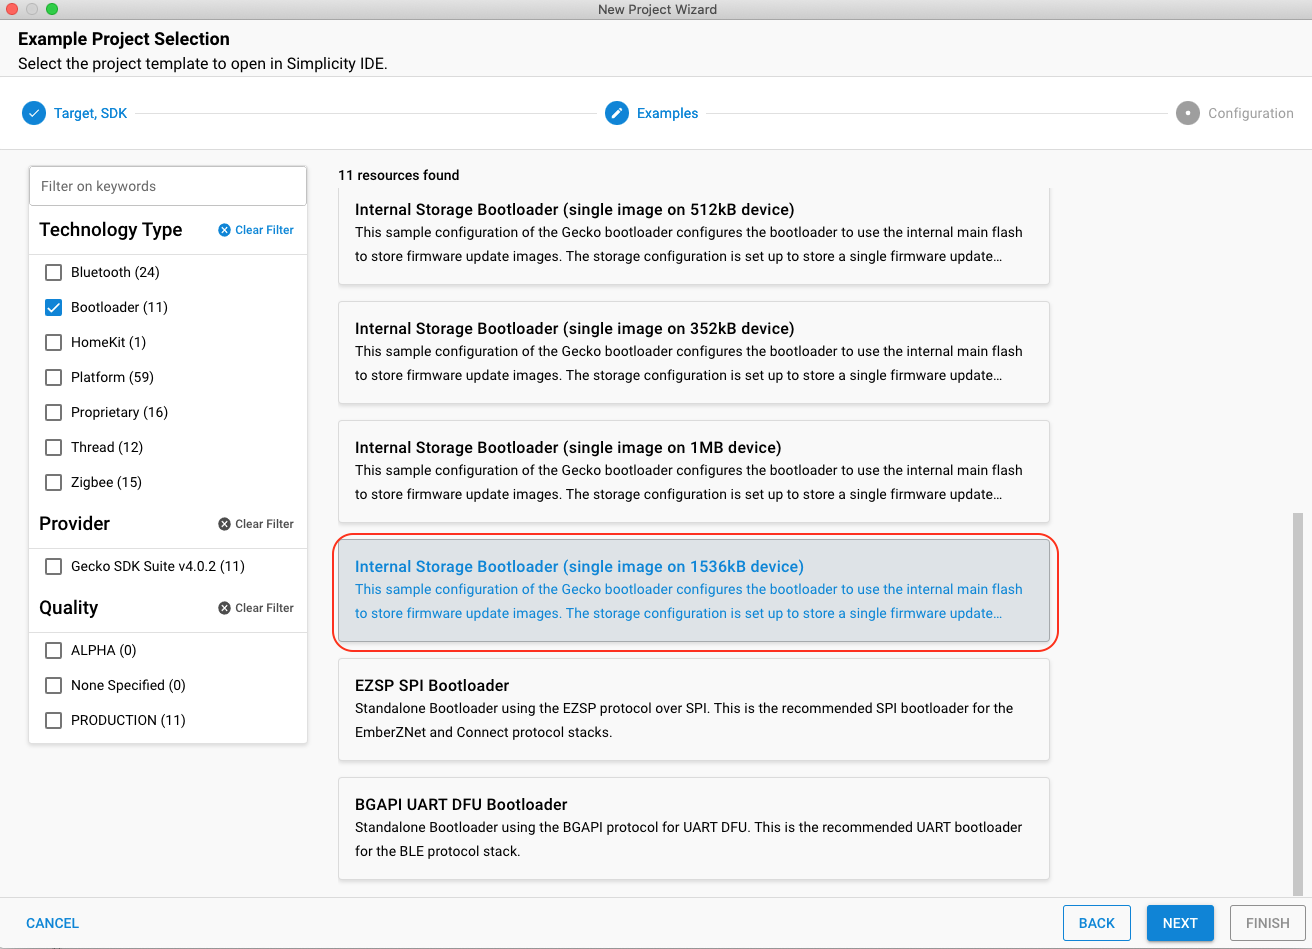 New Project Wizard
Example Project Selection
Select the project template to open in Simplicity IDE.
Target, SDK
Examples
Configuration
Filter on keywords
Technology Type
Clear Filter
Bluetooth (24)
Bootloader (11)
HomeKit (1)
Platform (59)
Proprietary (16)
Thread (12)
Zigbee (15)
Provider
Clear Filter
Gecko SDK Suite v4.0.2 (11)
Quality
Clear Filter
ALPHA (0)
None Specified (0)
PRODUCTION (11)
11 resources found
Internal Storage Bootloader (single image on 512kB device)
This sample configuration of the Gecko bootloader configures the bootloader to use the internal main flash
to store firmware update images. The storage configuration is set up to store a single firmware update…
Internal Storage Bootloader (single image on 352kB device)
This sample configuration of the Gecko bootloader configures the bootloader to use the internal main flash
to store firmware update images. The storage configuration is set up to store a single firmware update…
Internal Storage Bootloader (single image on 1MB device)
This sample configuration of the Gecko bootloader configures the bootloader to use the internal main flash
to store firmware update images. The storage configuration is set up to store a single firmware update…
Internal Storage Bootloader (single image on 1536kB device)
This sample configuration of the Gecko bootloader configures the bootloader to use the internal main flash
to store firmware update images. The storage configuration is set up to store a single firmware update…
EZSP SPI Bootloader
Standalone Bootloader using the EZSP protocol over SPI. This is the recommended SPI bootloader for the
EmberZNet and Connect protocol stacks.
BGAPI UART DFU Bootloader
Standalone Bootloader using the BGAPI protocol for UART DFU. This is the recommended UART bootloader
for the BLE protocol stack.
CANCEL
BACK
NEXT
FINISH